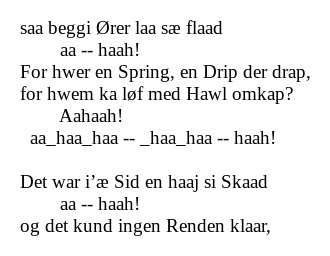 saa beggi Ører laa sæ flaad
aa -- haah!
For hwer en Spring, en Drip der drap,
for hwem ka løf med Hawl omkap?
Aahaah!
aa_haa_haa -- _haa_haa -- haah!

Det war i’æ Sid en haaj si Skaad
aa -- haah!
og det kund ingen Renden klaar,